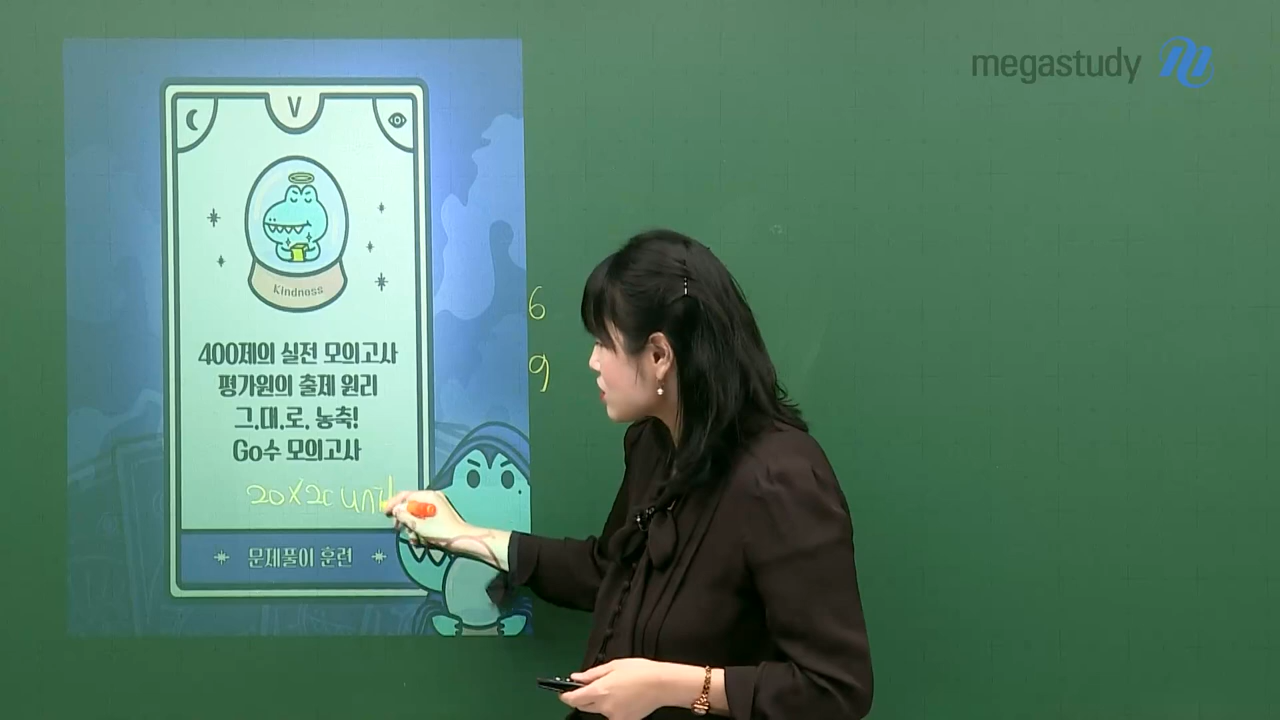 megastudy
V
Kindness
400제의 실전 모의고사
평가원의 출제 원리
그.대.로. 농축!
Go수 모의고사
문제풀이 훈련
6
9